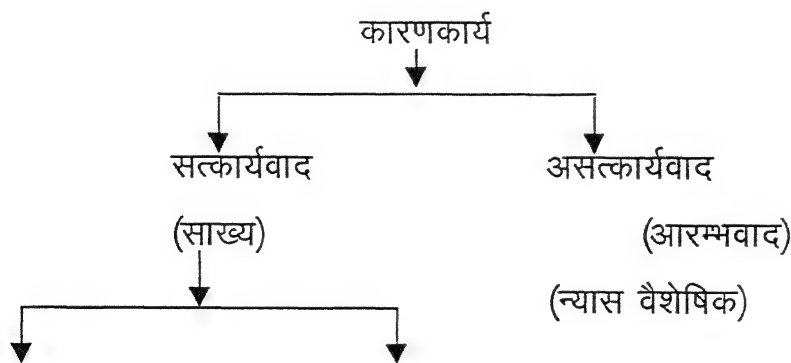 कारणकार्य
सत्कार्यवाद असत्कार्यवाद
(साख्य) (आरम्भवाद)
(न्यास वैशेषिक)